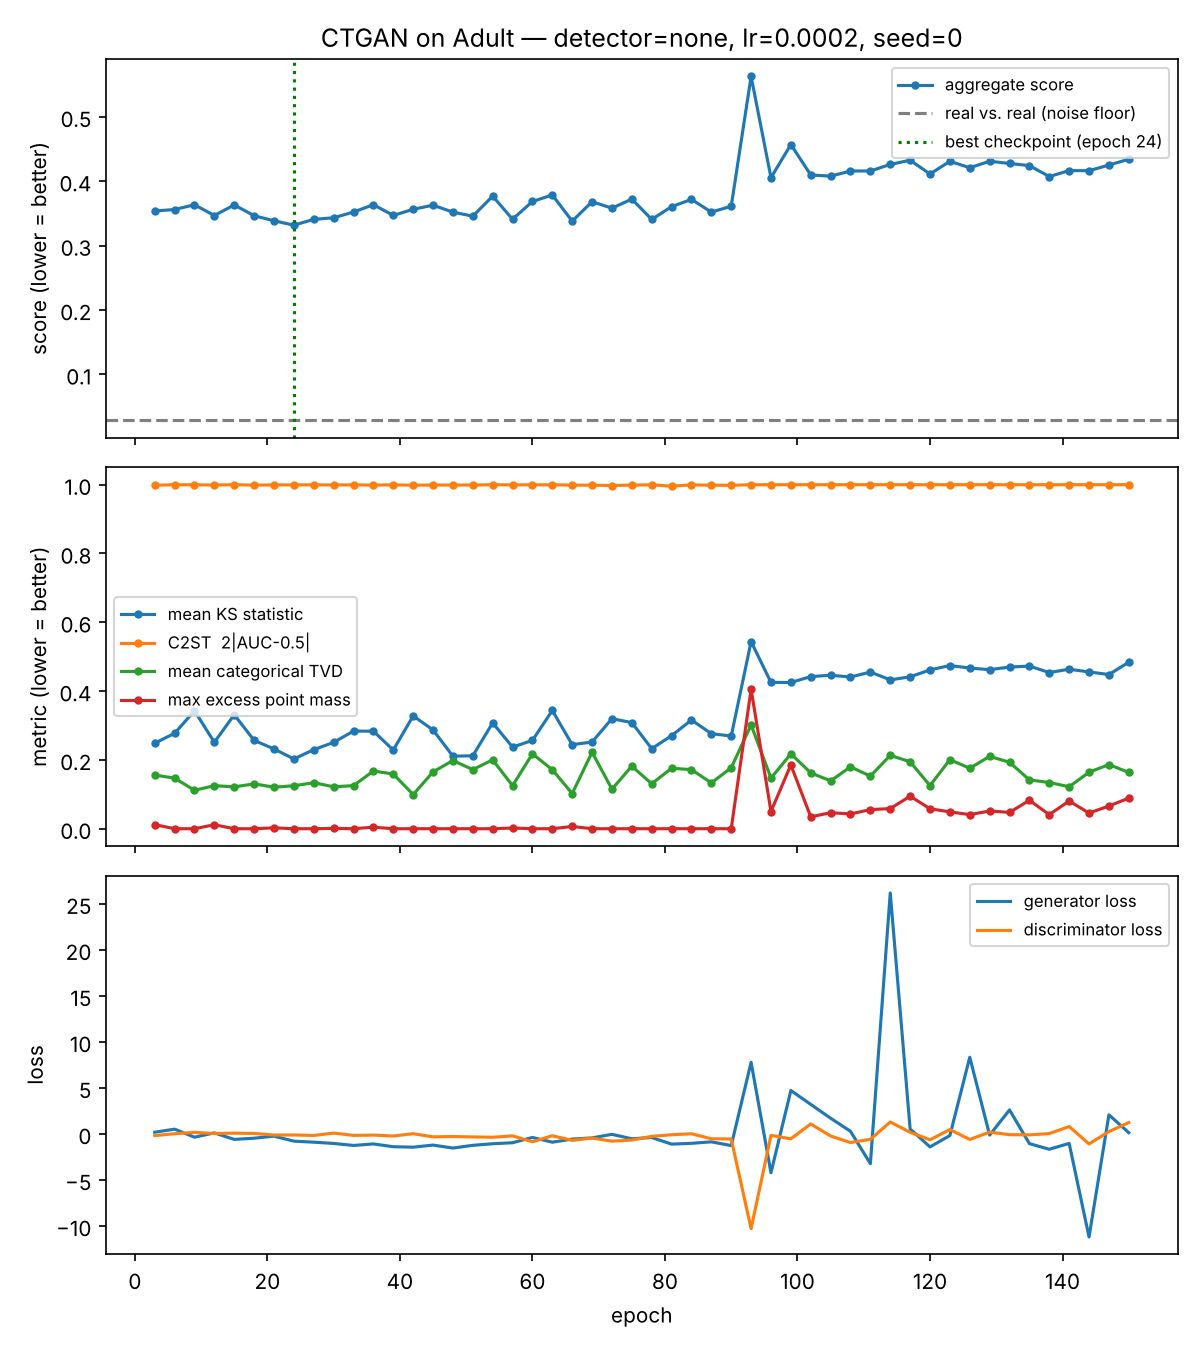 CTGAN on Adult — detector=none, lr=0.0002, seed=0
score (lower = better)
0.5
0.4
0.3
0.2
0.1
aggregate score
real vs. real (noise floor)
best checkpoint (epoch 24)
metric (lower = better)
1.0
0.8
0.6
0.4
0.2
0.0
mean KS statistic
C2ST  2|AUC-0.5|
mean categorical TVD
max excess point mass
loss
25
20
15
10
5
0
−5
−10
generator loss
discriminator loss
0 20 40 60 80 100 120 140
epoch